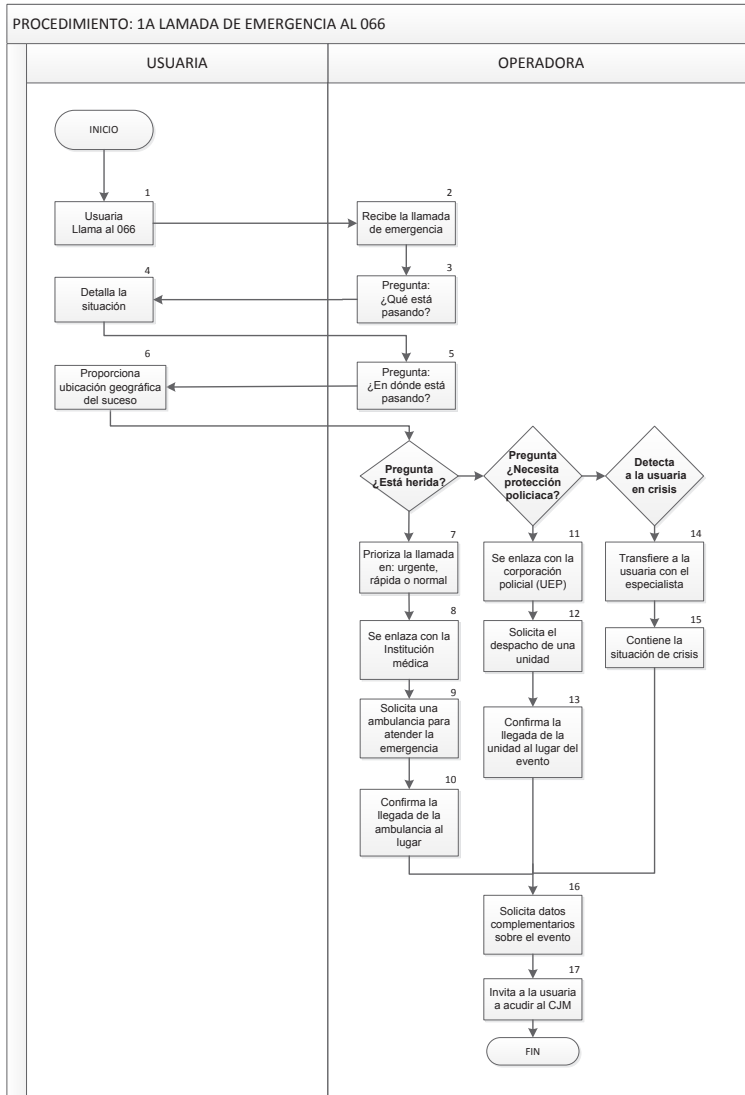 PROCEDIMIENTO: 1A LAMADA DE EMERGENCIA AL 066
USUARIA
OPERADORA
INICIO
1
Usuaria
Llama al 066
2
Recibe la llamada
de emergencia
3
Pregunta:
¿Qué está
pasando?
4
Detalla la
situación
5
Pregunta:
¿En dónde está
pasando?
6
Proporciona
ubicación geográfica
del suceso
Pregunta
¿Está herida?
Pregunta
¿Necesita
protección
policiaca?
Detecta
a la usuaria
en crisis
7
Prioriza la llamada
en: urgente,
rápida o normal
8
Se enlaza con la
Institución
médica
9
Solicita una
ambulancia para
atender la
emergencia
10
Confirma la
llegada de la
ambulancia al
lugar
11
Se enlaza con la
corporación
policial (UEP)
12
Solicita el
despacho de una
unidad
13
Confirma la
llegada de la
unidad al lugar del
evento
14
Transfiere a la
usuaria con el
especialista
15
Contiene la
situación de crisis
16
Solicita datos
complementarios
sobre el evento
17
Invita a la usuaria
a acudir al CJM
FIN